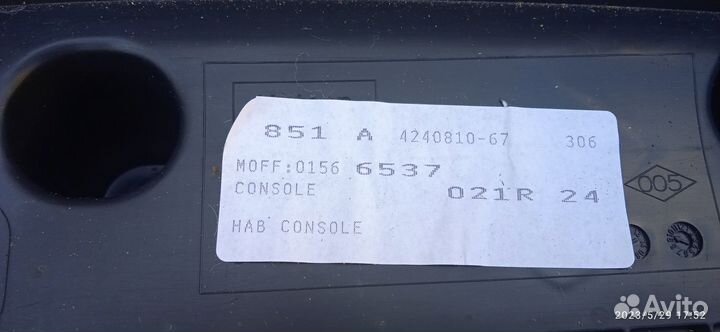 851 A 4240810-67 306
MOFF:0156 6537
CONSOLE 021R 24
HAB CONSOLE
005
Avito
2023/5/29 17:52